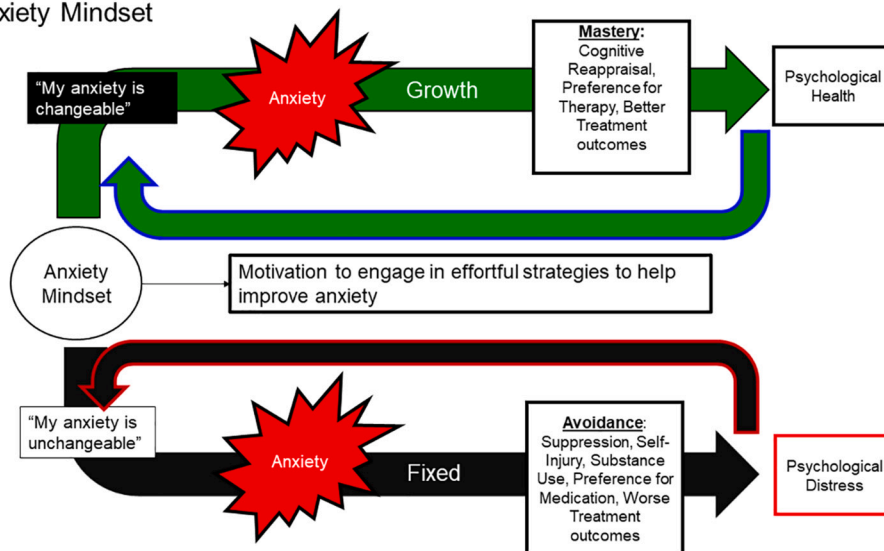 xiety Mindset
"My anxiety is
changeable"
Anxiety
Growth
Mastery:
Cognitive
Reappraisal,
Preference for
Therapy, Better
Treatment
outcomes
Psychological
Health
Anxiety
Mindset
Motivation to engage in effortful strategies to help
improve anxiety
"My anxiety is
unchangeable"
Anxiety
Fixed
Avoidance:
Suppression, Self-
Injury, Substance
Use, Preference for
Medication, Worse
Treatment
outcomes
Psychological
Distress